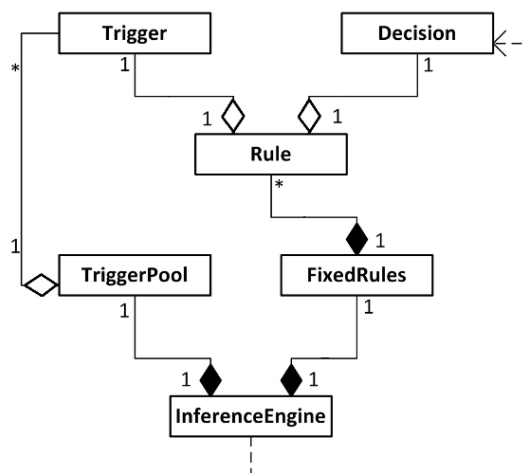 Trigger
Decision
1
1
*
1
1
Rule
*
1
1
TriggerPool
FixedRules
1
1
1
1
InferenceEngine